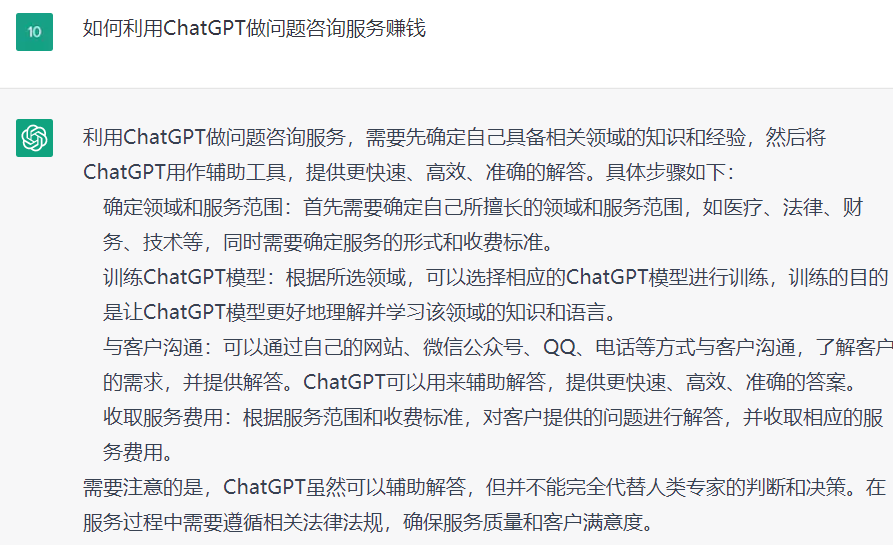 10
如何利用ChatGPT做问题咨询服务赚钱
利用ChatGPT做问题咨询服务，需要先确定自己具备相关领域的知识和经验，然后将
ChatGPT用作辅助工具，提供更快速、高效、准确的解答。具体步骤如下：
确定领域和服务范围：首先需要确定自己所擅长的领域和服务范围，如医疗、法律、财
务、技术等，同时需要确定服务的形式和收费标准。
训练ChatGPT模型：根据所选领域，可以选择相应的ChatGPT模型进行训练，训练的目的
是让ChatGPT模型更好地理解并学习该领域的知识和语言。
与客户沟通：可以通过自己的网站、微信公众号、QQ、电话等方式与客户沟通，了解客户
的需求，并提供解答。ChatGPT可以用来辅助解答，提供更快速、高效、准确的答案。
收取服务费用：根据服务范围和收费标准，对客户提供的问题进行解答，并收取相应的服
务费用。
需要注意的是，ChatGPT虽然可以辅助解答，但并不能完全代替人类专家的判断和决策。在
服务过程中需要遵循相关法律法规，确保服务质量和客户满意度。